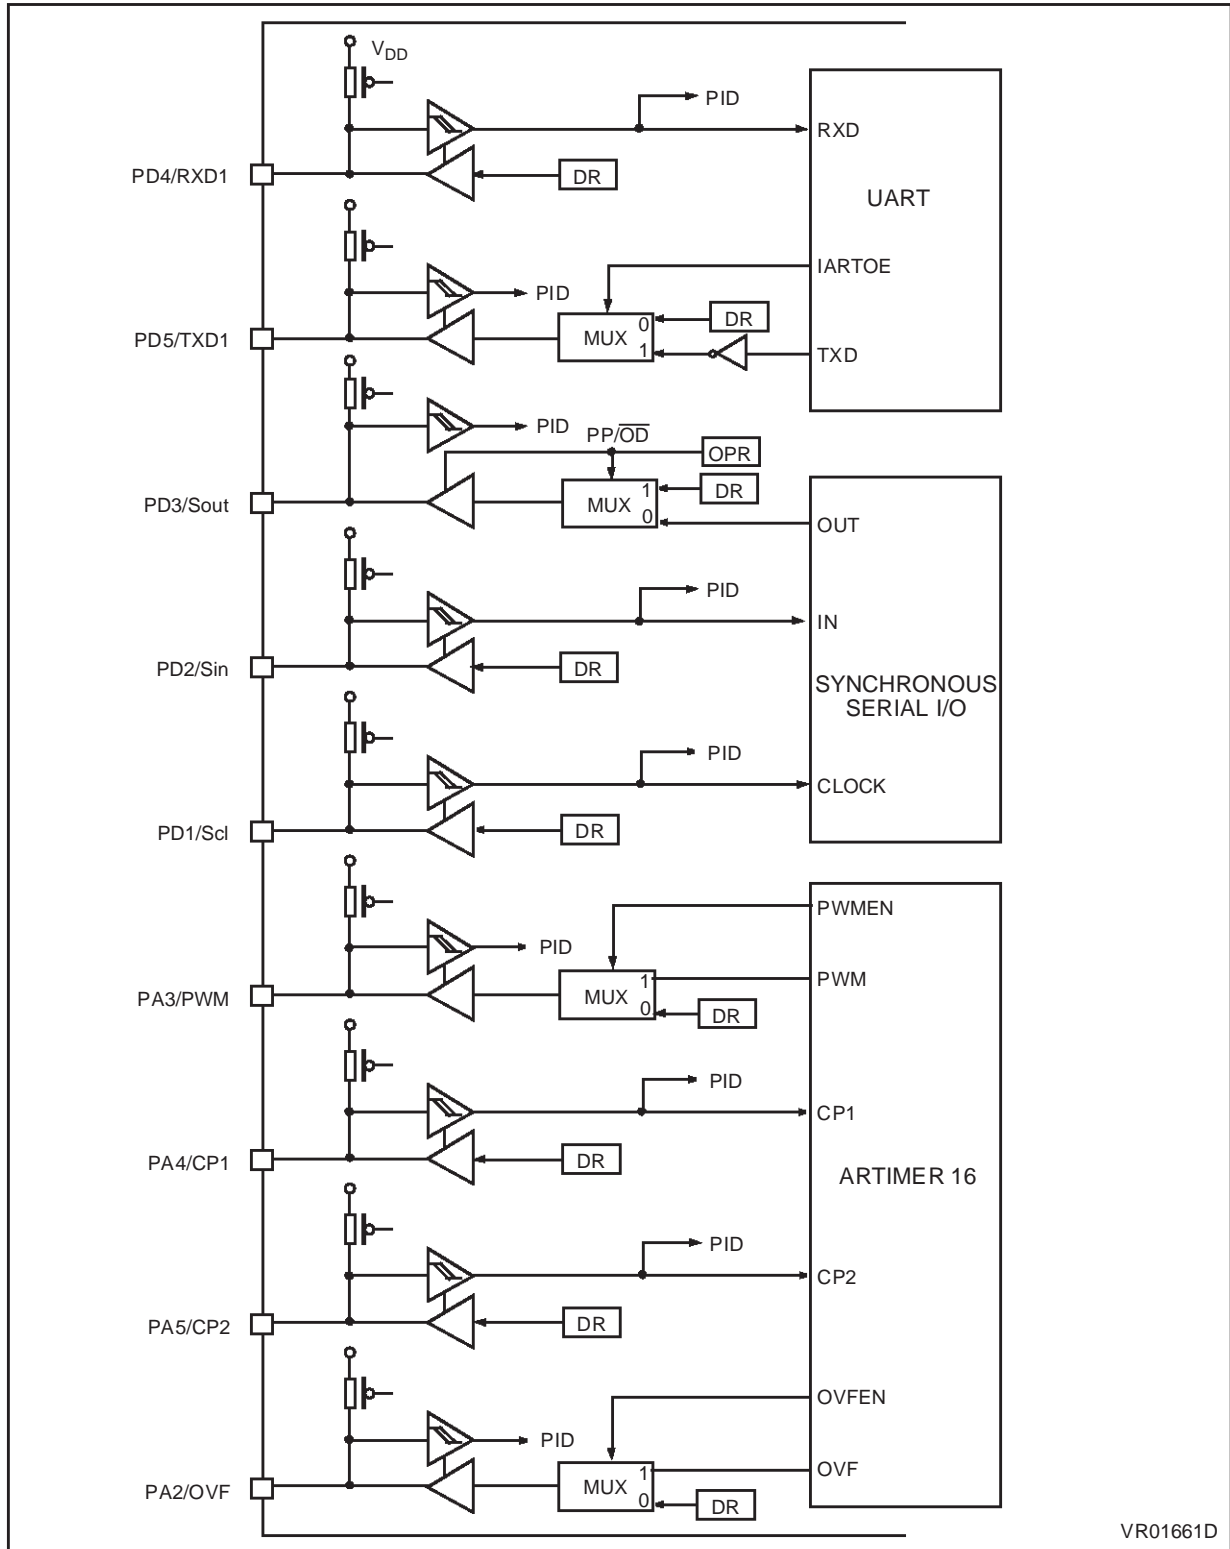 VDD
PID
RXD
PD4/RXD1
DR
UART
IARTOE
PID
DR
0
MUX
1
PD5/TXD1
TXD
PID
PP/OD
OPR
DR
1
MUX
0
PD3/Sout
OUT
PID
IN
PD2/Sin
DR
SYNCHRONOUS
SERIAL I/O
PID
CLOCK
PD1/Scl
DR
PWMEN
PID
1
PWM
MUX
PA3/PWM
0
DR
PID
CP1
PA4/CP1
DR
ARTIMER 16
PID
CP2
PA5/CP2
DR
OVFEN
PID
1
OVF
MUX
PA2/OVF
0
DR
VR01661D